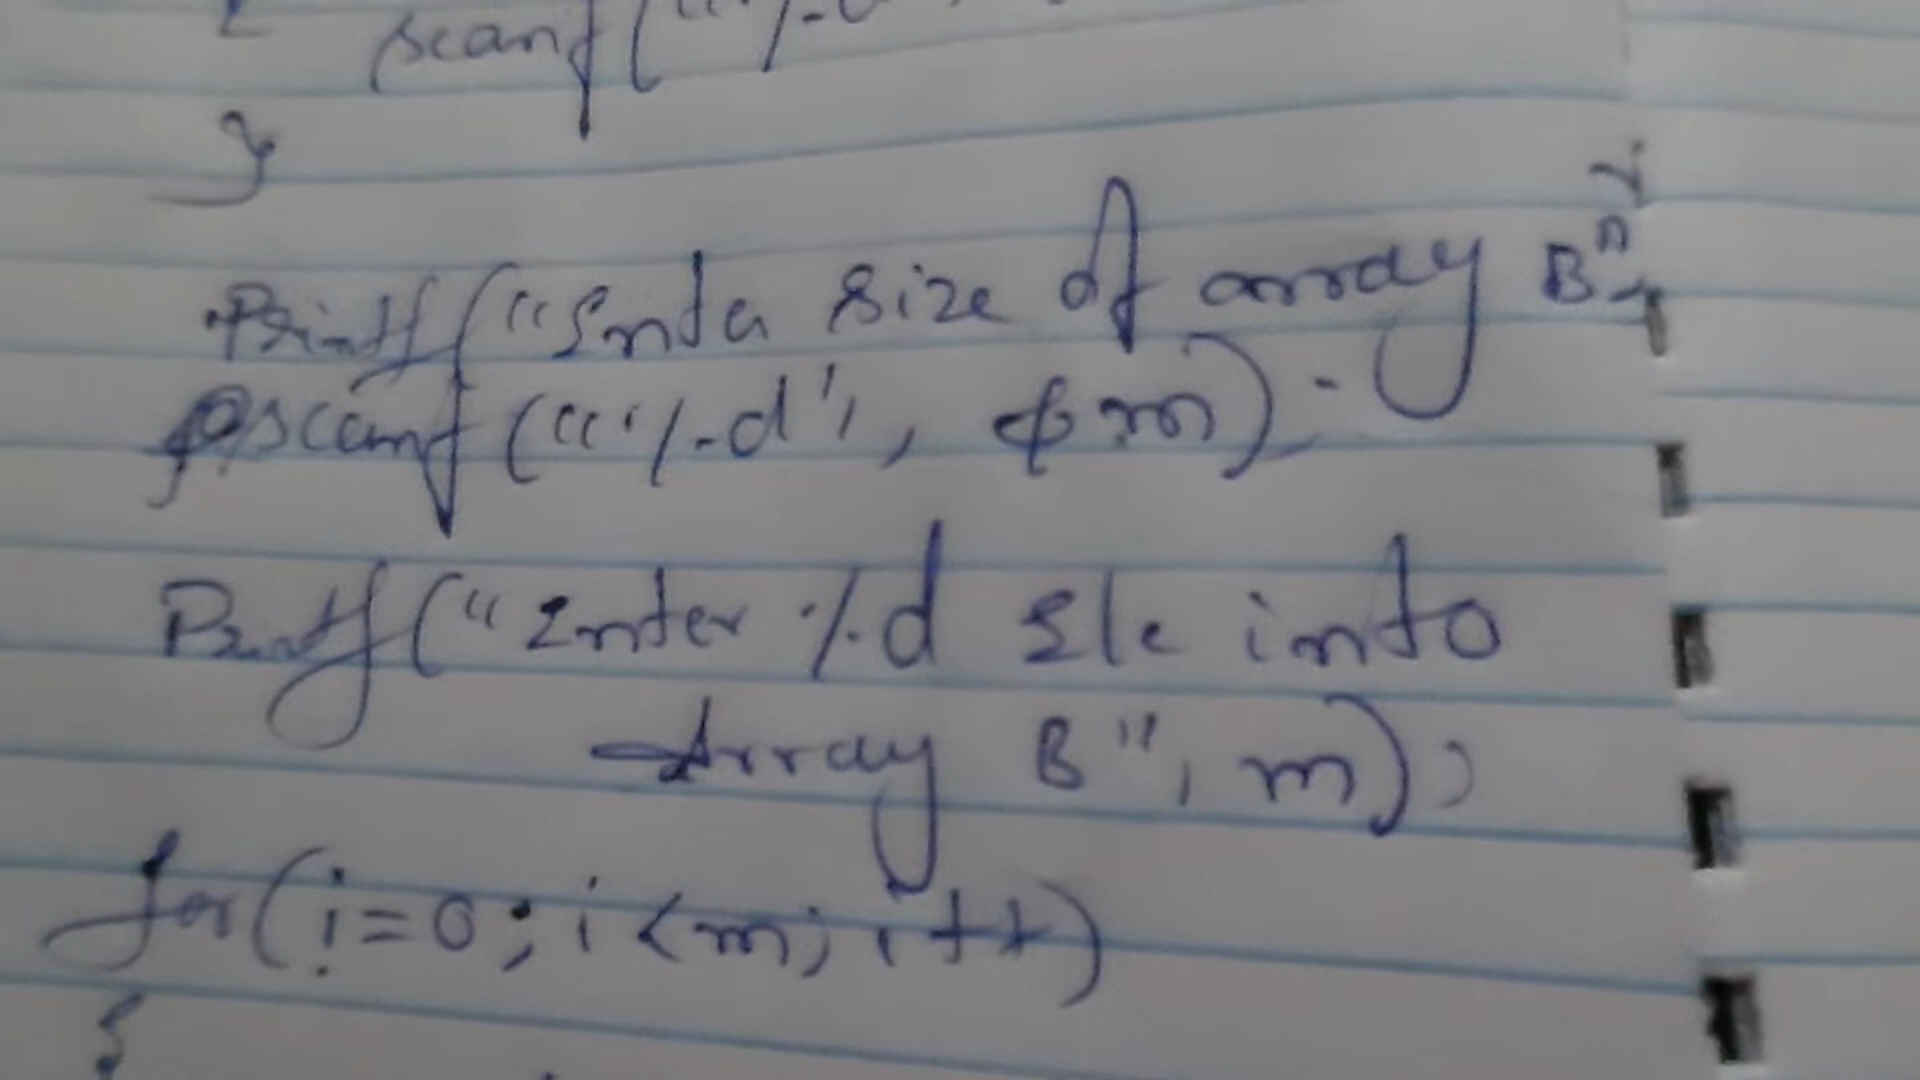 scanf("%d
}
Printf("Enter size of array B");
scanf("%d", &m);
Printf("Enter %d Ele into
Array B", m);
for(i=0; i<m; i++)
{